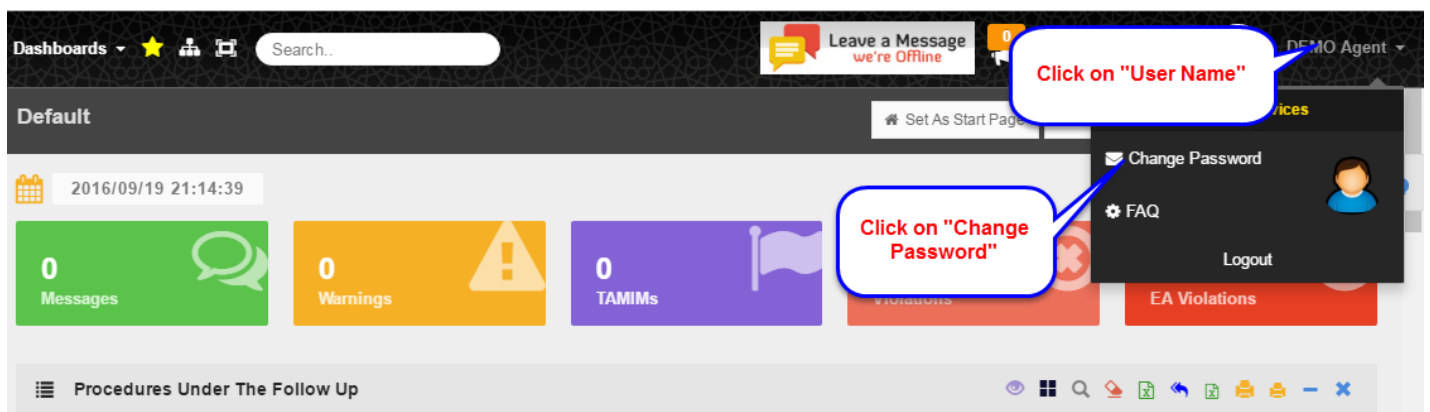 Dashboards
Search..
Leave a Message
we're Offline
0
Click on "User Name"
DEMO Agent
Default
Set As Start Page
Change Password
2016/09/19 21:14:39
FAQ
Click on "Change
Password"
Logout
0
Messages
0
Warnings
0
TAMIMs
Violations
EA Violations
Procedures Under The Follow Up